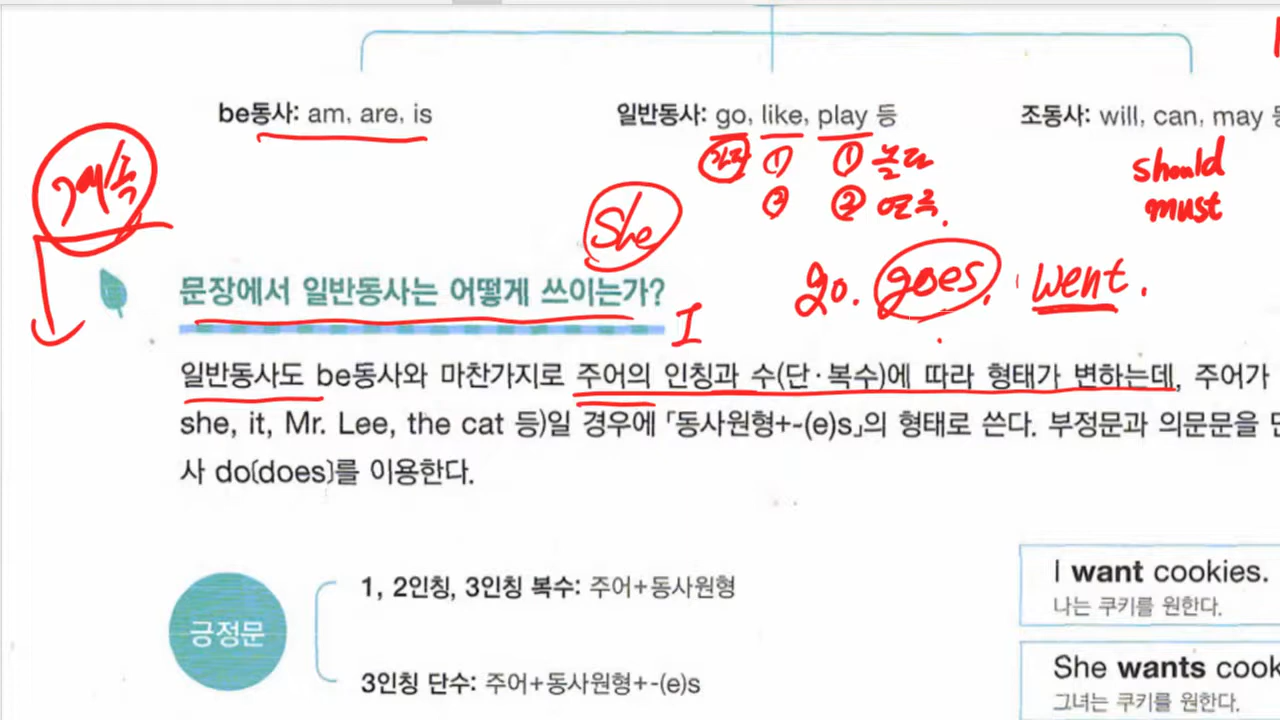 be동사: am, are, is
일반동사: go, like, play 등
조동사: will, can, may
① ① 놀다
② ② 연주.
should
must
계속
She
go. goes. went.
문장에서 일반동사는 어떻게 쓰이는가?
I
일반동사도 be동사와 마찬가지로 주어의 인칭과 수(단·복수)에 따라 형태가 변하는데, 주어가
she, it, Mr. Lee, the cat 등)일 경우에 「동사원형+-(e)s」의 형태로 쓴다. 부정문과 의문문을
사 do(does)를 이용한다.
긍정문
1, 2인칭, 3인칭 복수: 주어+동사원형
3인칭 단수: 주어+동사원형+-(e)s
I want cookies.
나는 쿠키를 원한다.
She wants cook
그녀는 쿠키를 원한다.